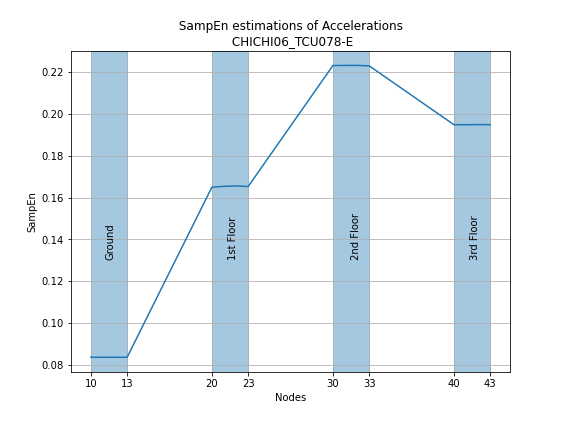 SampEn estimations of Accelerations
CHICHI06_TCU078-E
0.22
0.20
0.18
0.16
0.14
0.12
0.10
0.08
SampEn
Ground
1st Floor
2nd Floor
3rd Floor
10 13 20 23 30 33 40 43
Nodes